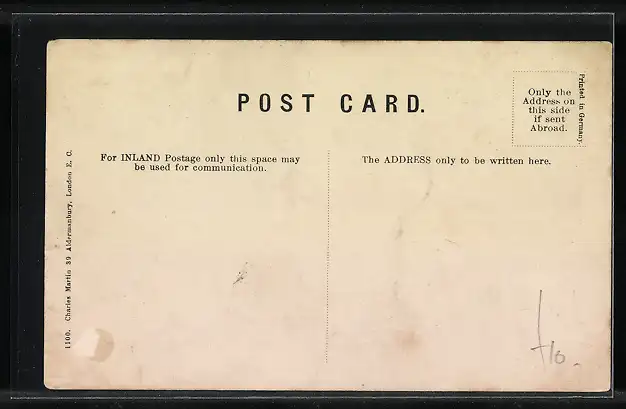 POST CARD.
Only the
Address on
this side
if sent
Abroad.
Printed in Germany.
For INLAND Postage only this space may
be used for communication.
The ADDRESS only to be written here.
1100. Charles Martin 39 Aldermanbury, London E. C.